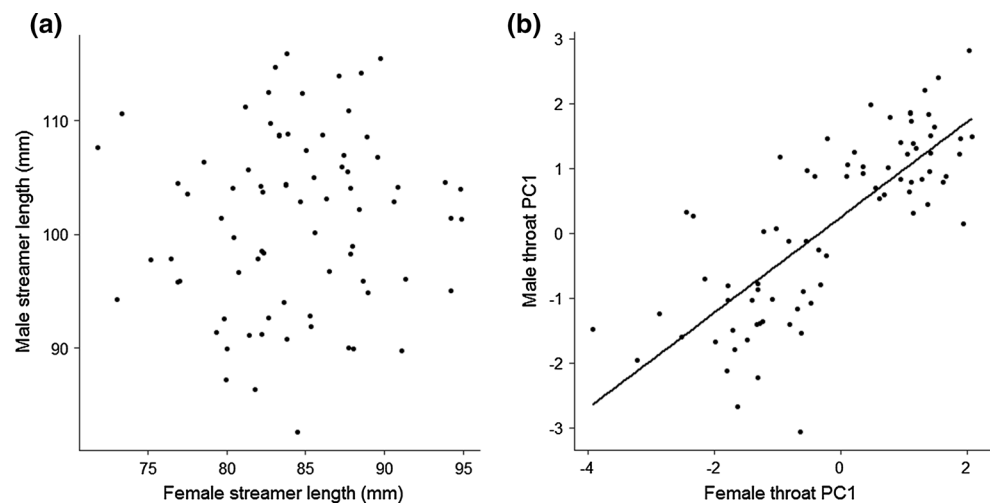 (a)
Male streamer length (mm)
110
100
90
75 80 85 90 95
Female streamer length (mm)
(b)
Male throat PC1
3
2
1
0
-1
-2
-3
-4 -2 0 2
Female throat PC1